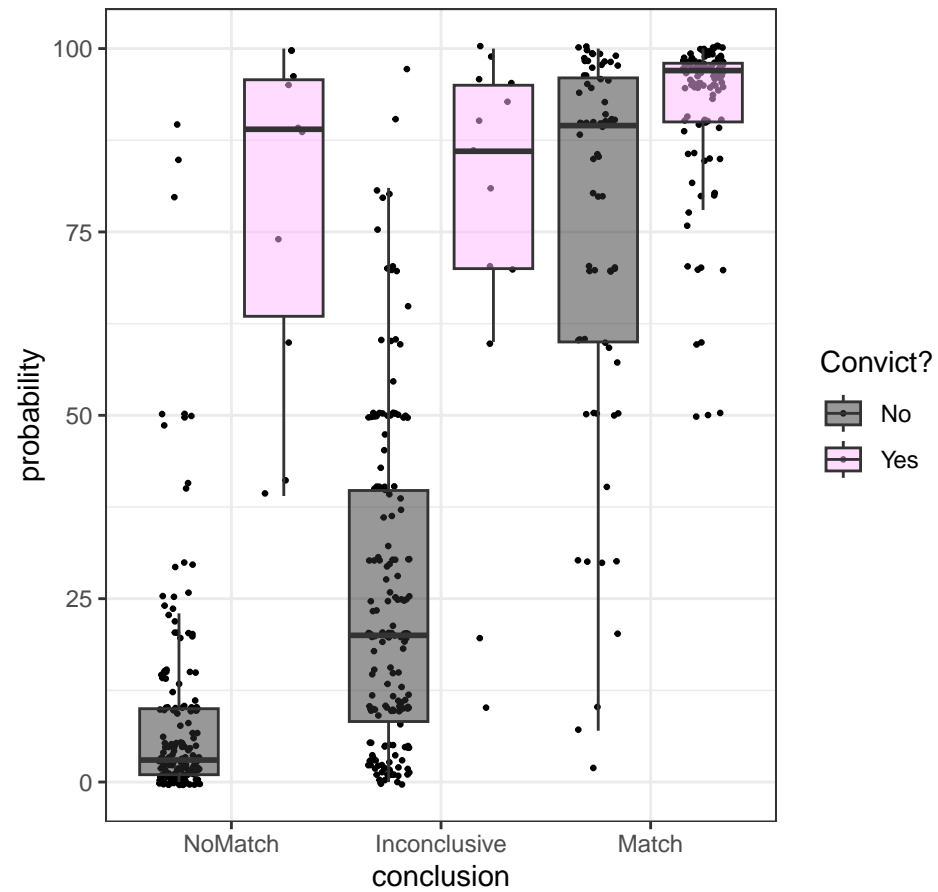 100
75
50
25
0
probability
NoMatch
Inconclusive
Match
conclusion
Convict?
No
Yes